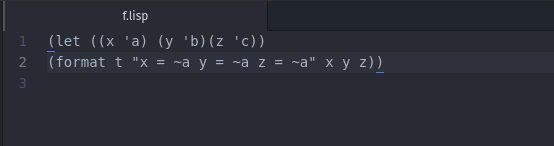 f.lisp
1 (let ((x 'a) (y 'b)(z 'c))
2 (format t "x = ~a y = ~a z = ~a" x y z))
3